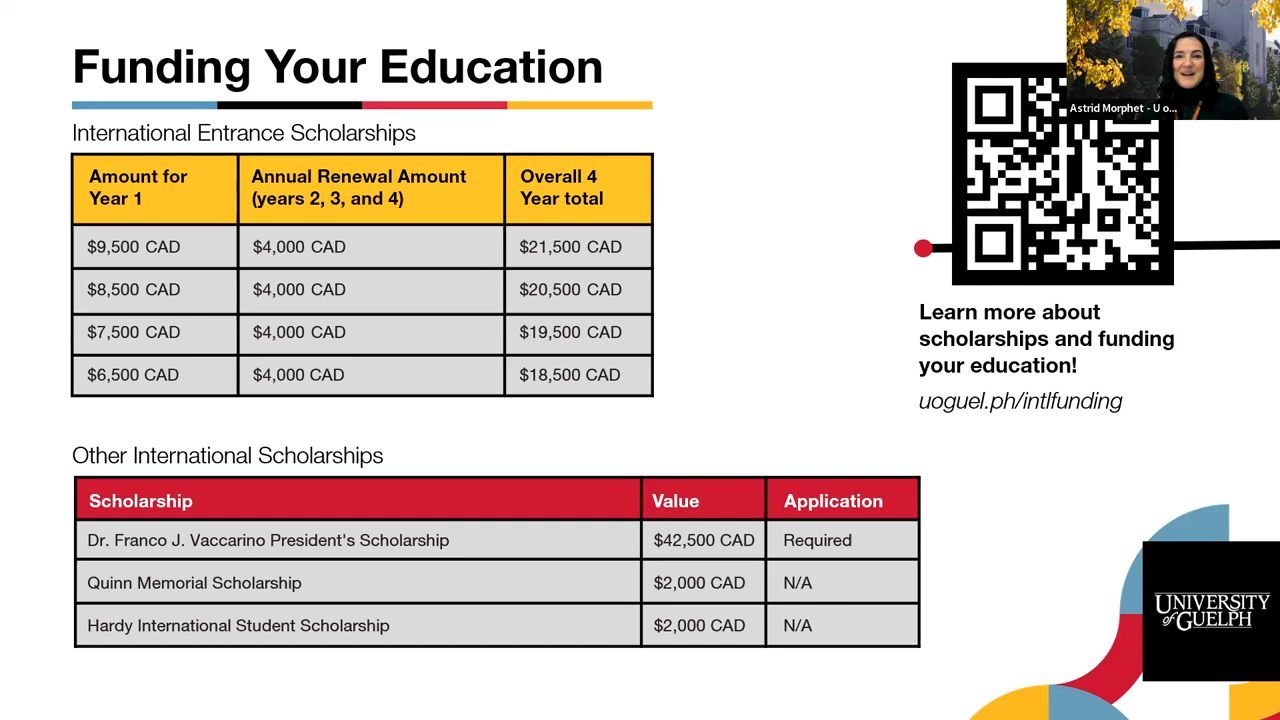 Funding Your Education
International Entrance Scholarships
Amount for Year 1 | Annual Renewal Amount (years 2, 3, and 4) | Overall 4 Year total
$9,500 CAD | $4,000 CAD | $21,500 CAD
$8,500 CAD | $4,000 CAD | $20,500 CAD
$7,500 CAD | $4,000 CAD | $19,500 CAD
$6,500 CAD | $4,000 CAD | $18,500 CAD
Other International Scholarships
Scholarship | Value | Application
Dr. Franco J. Vaccarino President's Scholarship | $42,500 CAD | Required
Quinn Memorial Scholarship | $2,000 CAD | N/A
Hardy International Student Scholarship | $2,000 CAD | N/A
Astrid Morphet - U o...
Learn more about
scholarships and funding
your education!
uoguel.ph/intlfunding
UNIVERSITY
of GUELPH